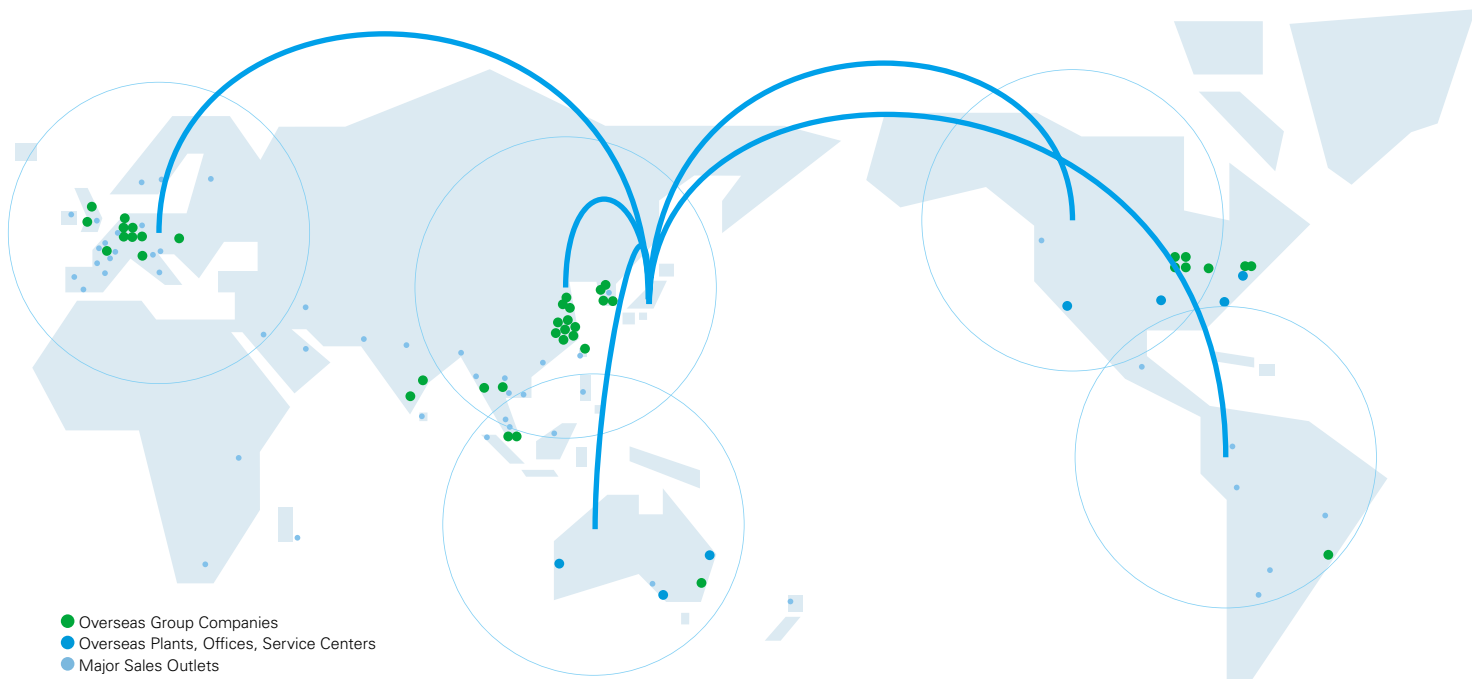 Overseas Group Companies
Overseas Plants, Offices, Service Centers
Major Sales Outlets